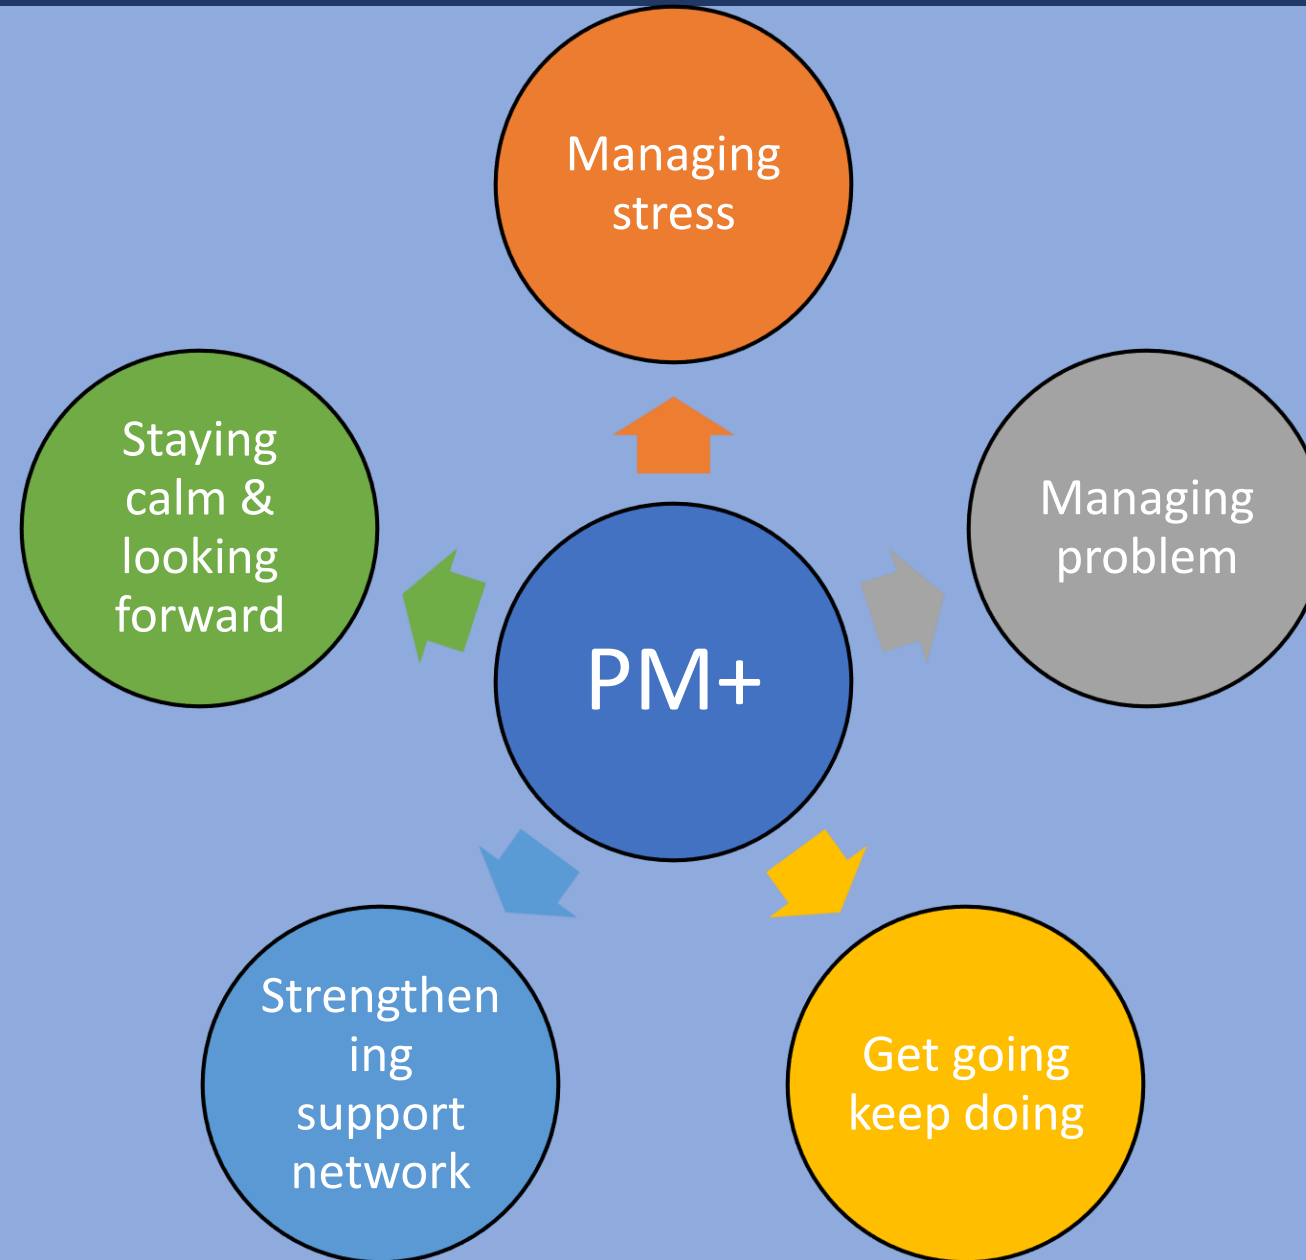 Managing
stress
Staying
calm &
looking
forward
Managing
problem
PM+
Strengthen
ing
support
network
Get going
keep doing